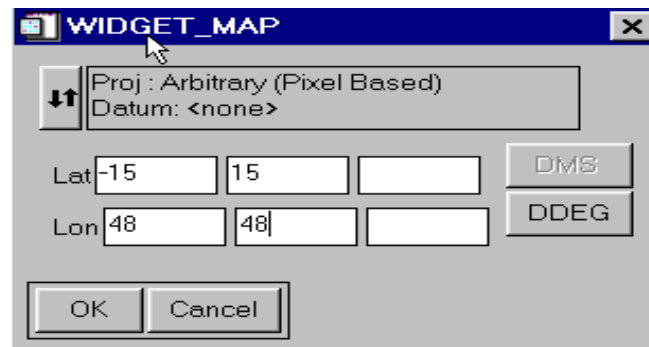 WIDGET_MAP
Proj : Arbitrary (Pixel Based)
Datum: <none>
Lat -15 15 DMS
Lon 48 48 DDEG
OK Cancel